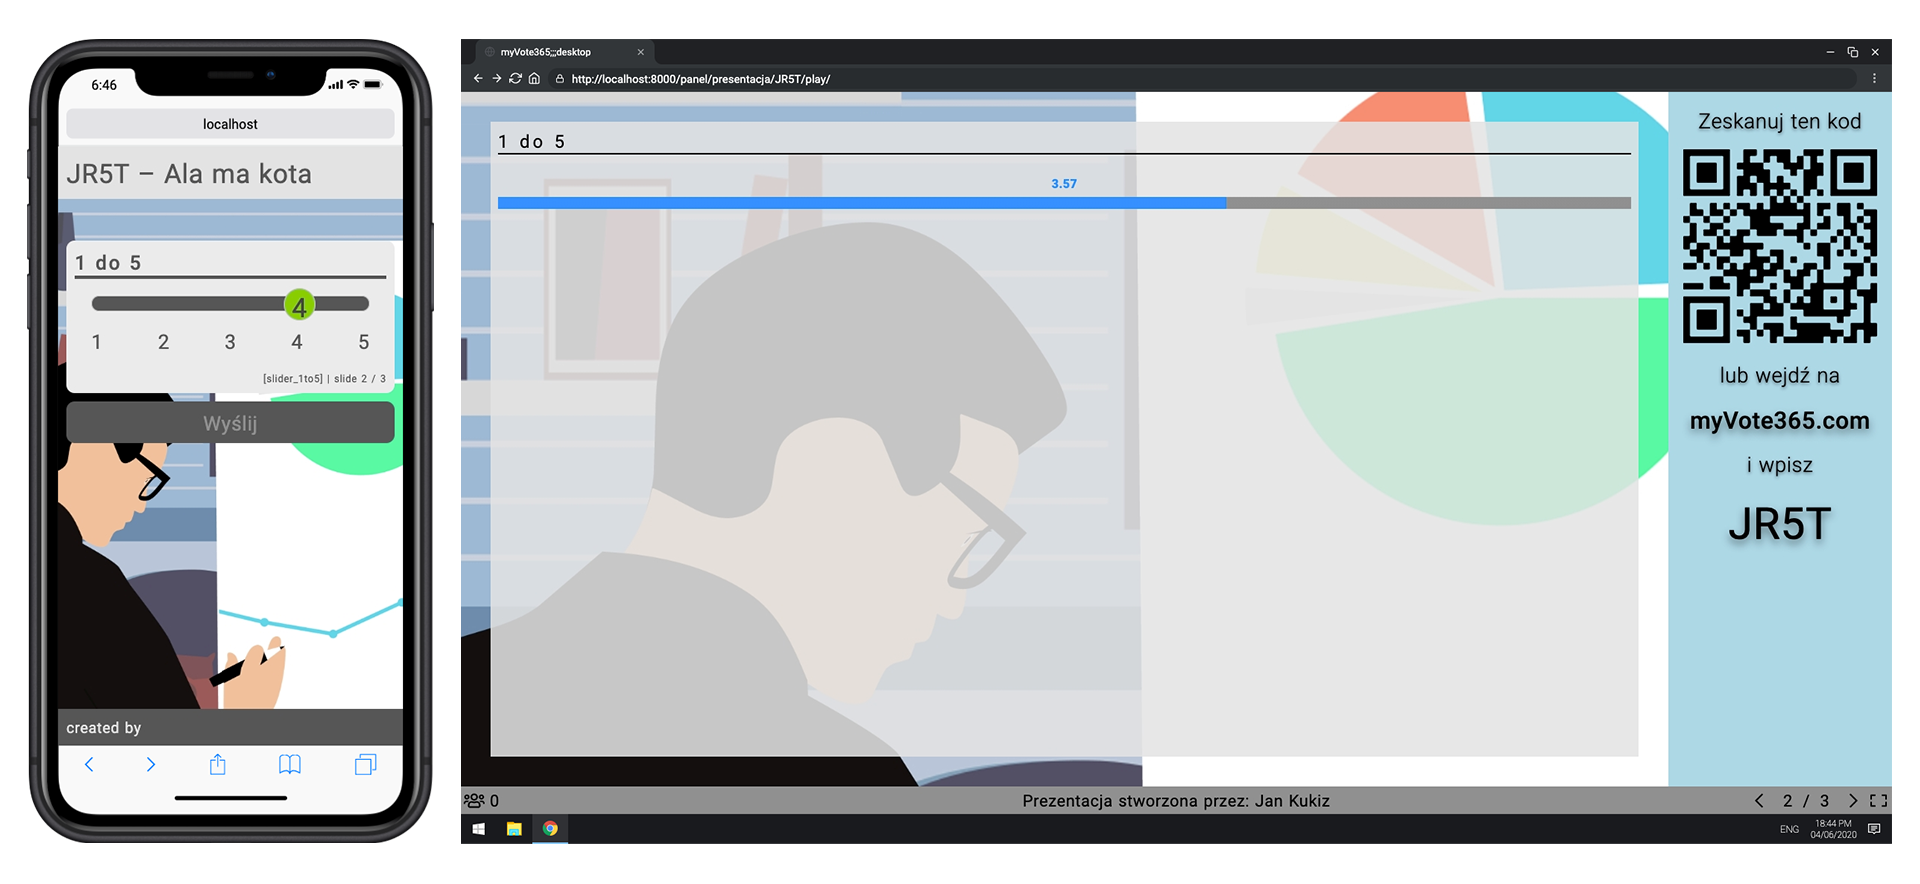 6:46
localhost
JR5T – Ala ma kota
1 do 5
4
1 2 3 4 5
[slider_1to5] | slide 2 / 3
Wyślij
created by
myVote365;;;desktop
http://localhost:8000/panel/presentacja/JR5T/play/
1 do 5
3.57
Zeskanuj ten kod
lub wejdź na
myVote365.com
i wpisz
JR5T
0
Prezentacja stworzona przez: Jan Kukiz
2 / 3
ENG
18:44 PM
04/06/2020